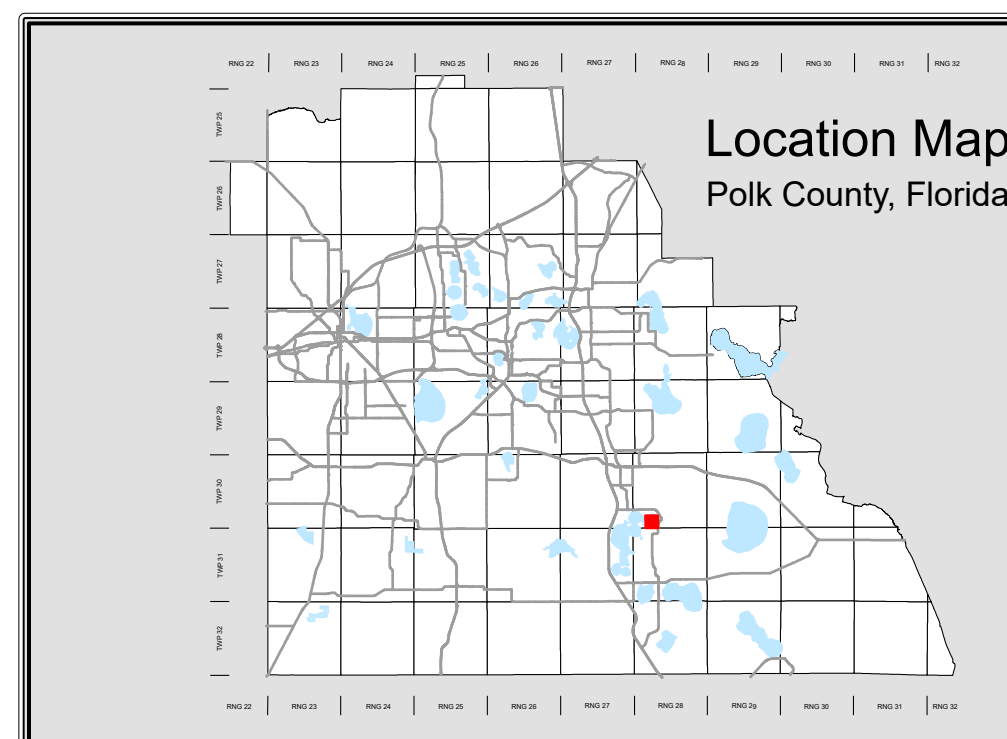 RNG 22 RNG 23 RNG 24 RNG 25 RNG 26 RNG 27 RNG 28 RNG 29 RNG 30 RNG 31 RNG 32
Location Map
Polk County, Florida
TWP 25
TWP 26
TWP 27
TWP 28
TWP 29
TWP 30
TWP 31
TWP 32
RNG 22 RNG 23 RNG 24 RNG 25 RNG 26 RNG 27 RNG 28 RNG 29 RNG 30 RNG 31 RNG 32